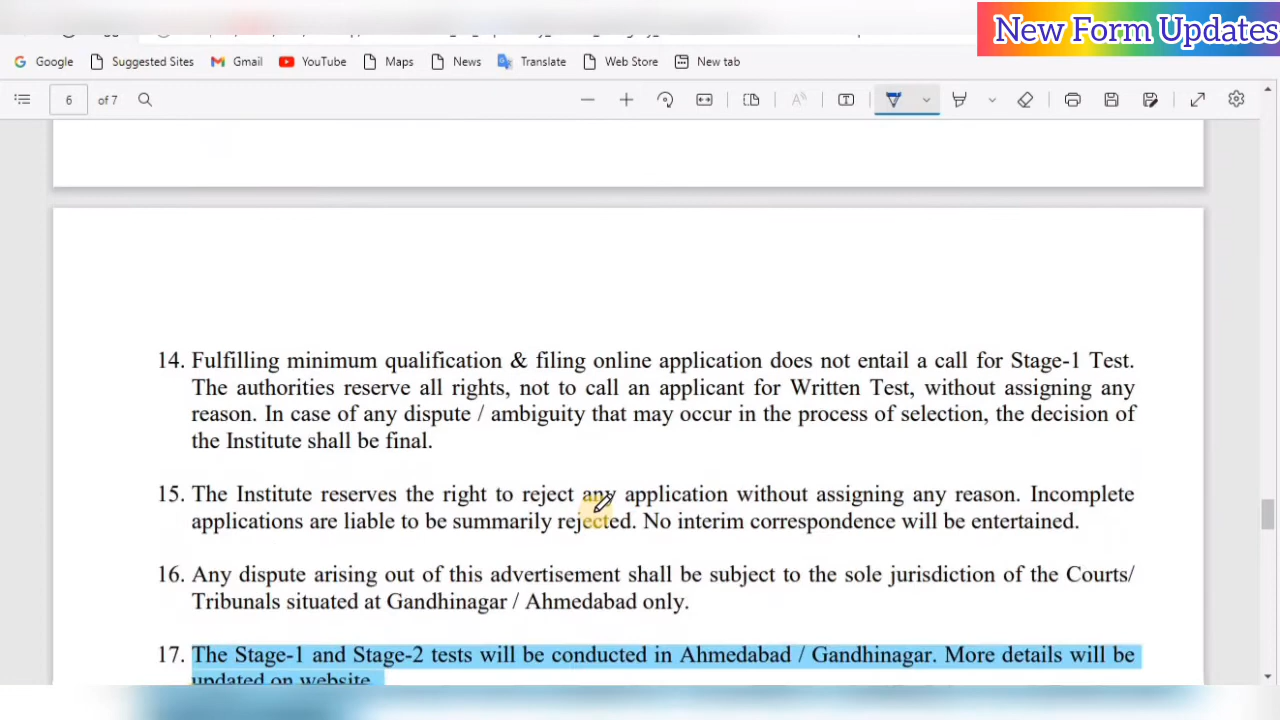 New Form Updates
Google Suggested Sites Gmail YouTube Maps News Translate Web Store New tab
6 of 7
14. Fulfilling minimum qualification & filing online application does not entail a call for Stage-1 Test.
The authorities reserve all rights, not to call an applicant for Written Test, without assigning any
reason. In case of any dispute / ambiguity that may occur in the process of selection, the decision of
the Institute shall be final.
15. The Institute reserves the right to reject any application without assigning any reason. Incomplete
applications are liable to be summarily rejected. No interim correspondence will be entertained.
16. Any dispute arising out of this advertisement shall be subject to the sole jurisdiction of the Courts/
Tribunals situated at Gandhinagar / Ahmedabad only.
17. The Stage-1 and Stage-2 tests will be conducted in Ahmedabad / Gandhinagar. More details will be
updated on website.